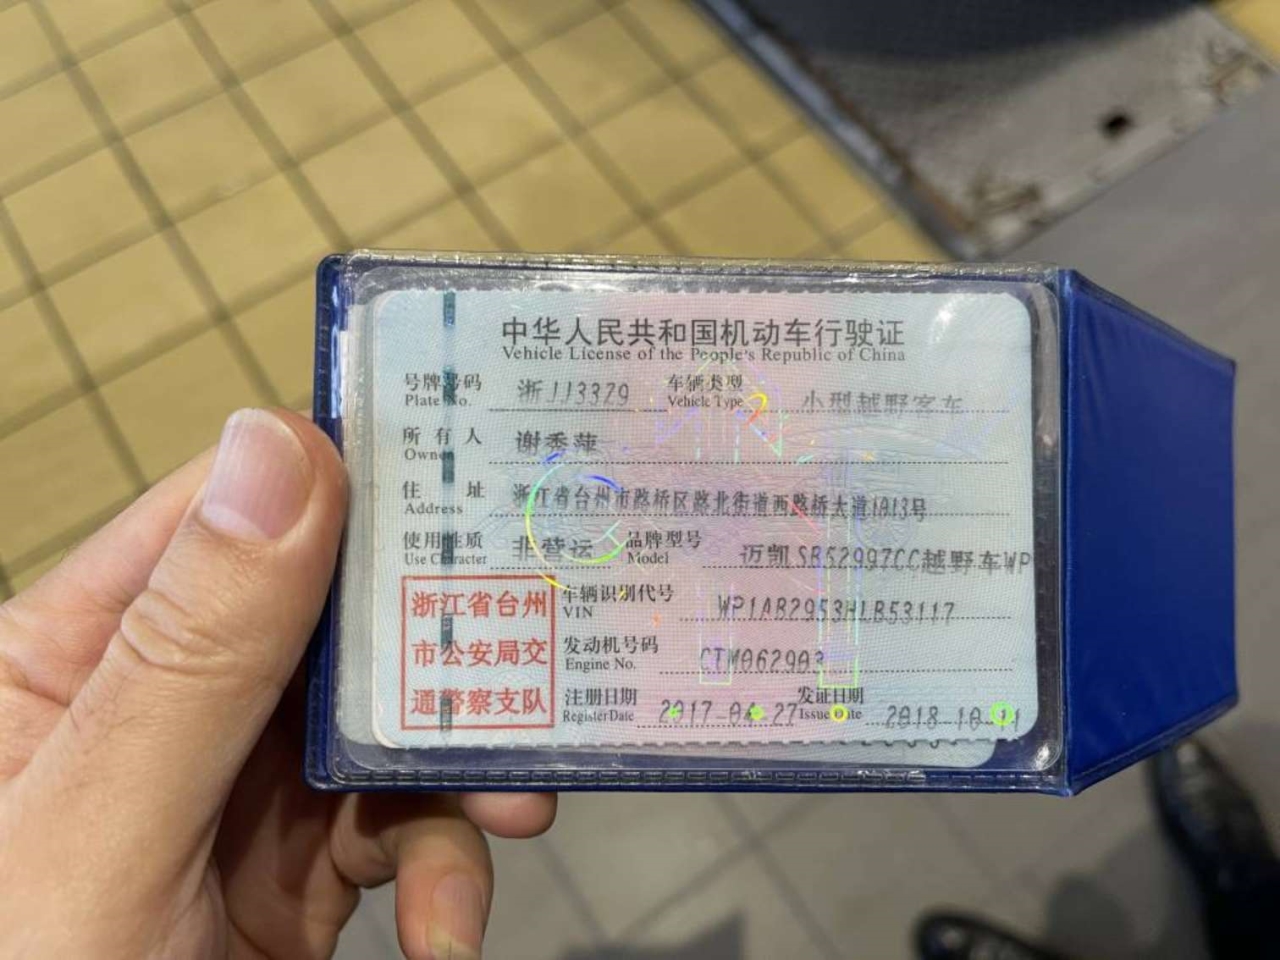 中华人民共和国机动车行驶证
Vehicle License of the People's Republic of China
号牌号码 浙JJ33Z9 车辆类型 小型越野客车
Plate No. Vehicle Type
所有人 谢秀萍
Owner
住址 浙江省台州市路桥区路北街道西路桥大道1013号
Address
使用性质 非营运 品牌型号 迈凯SR52997CC越野车WP
Use Character Model
浙江省台州
市公安局交
通警察支队
车辆识别代号 WP1AB2953HLB53117
VIN
发动机号码 CTM062903
Engine No.
注册日期 2017-04-27 发证日期 2018-10-
Register Date Issue Date